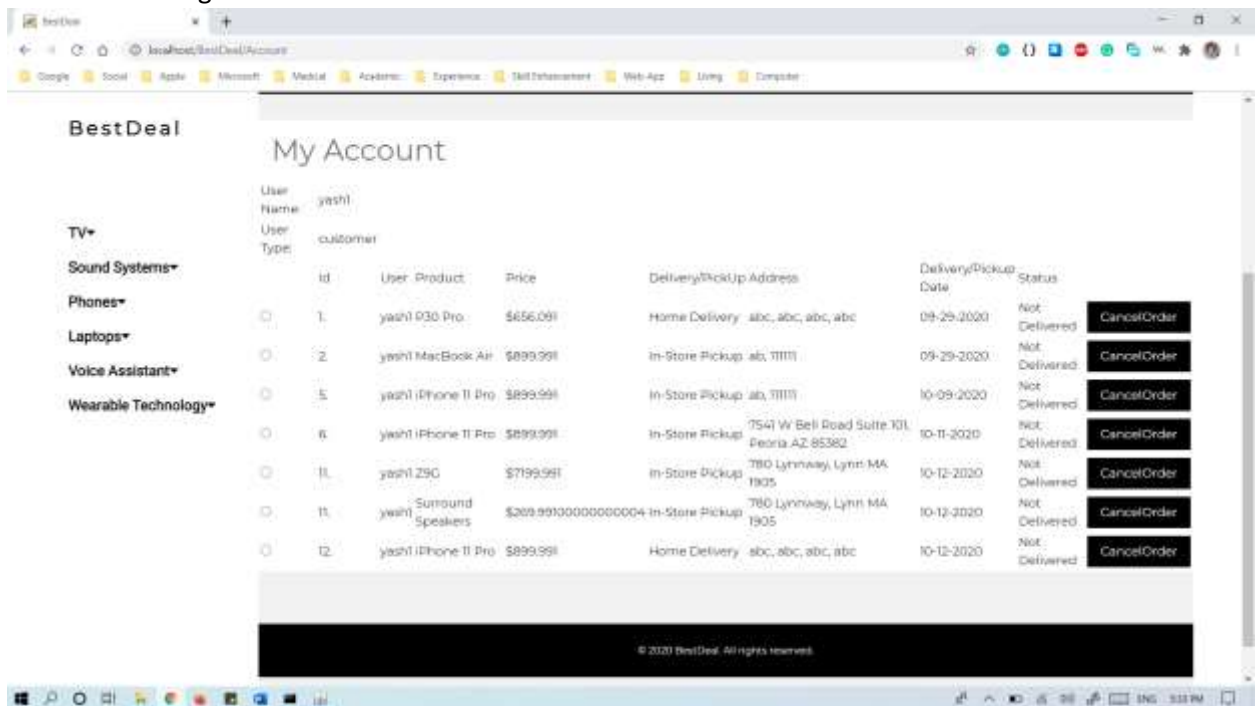 BestDeal
localhost/BestDeal/Account
Google Social Apple Microsoft Medical Academic Experience Skill Enhancement Web App Living Computer
BestDeal
TV
Sound Systems
Phones
Laptops
Voice Assistant
Wearable Technology
My Account
User Name: yash1
User Type: customer
Id User Product Price Delivery/PickUp Address Delivery/Pickup Date Status
1. yash1 P30 Pro $656.091 Home Delivery abc, abc, abc, abc 09-29-2020 Not Delivered CancelOrder
2. yash1 MacBook Air $899.991 In-Store Pickup ab, 111111 09-29-2020 Not Delivered CancelOrder
5. yash1 iPhone 11 Pro $899.991 In-Store Pickup ab, 111111 10-09-2020 Not Delivered CancelOrder
6. yash1 iPhone 11 Pro $899.991 In-Store Pickup 7541 W Bell Road Suite 101, Peoria AZ 85382 10-11-2020 Not Delivered CancelOrder
11. yash1 Z9G $7199.991 In-Store Pickup 780 Lynnway, Lynn MA 1905 10-12-2020 Not Delivered CancelOrder
11. yash1 Surround Speakers $269.99100000000004 In-Store Pickup 780 Lynnway, Lynn MA 1905 10-12-2020 Not Delivered CancelOrder
12. yash1 iPhone 11 Pro $899.991 Home Delivery abc, abc, abc, abc 10-12-2020 Not Delivered CancelOrder
© 2020 BestDeal. All rights reserved.
ENG